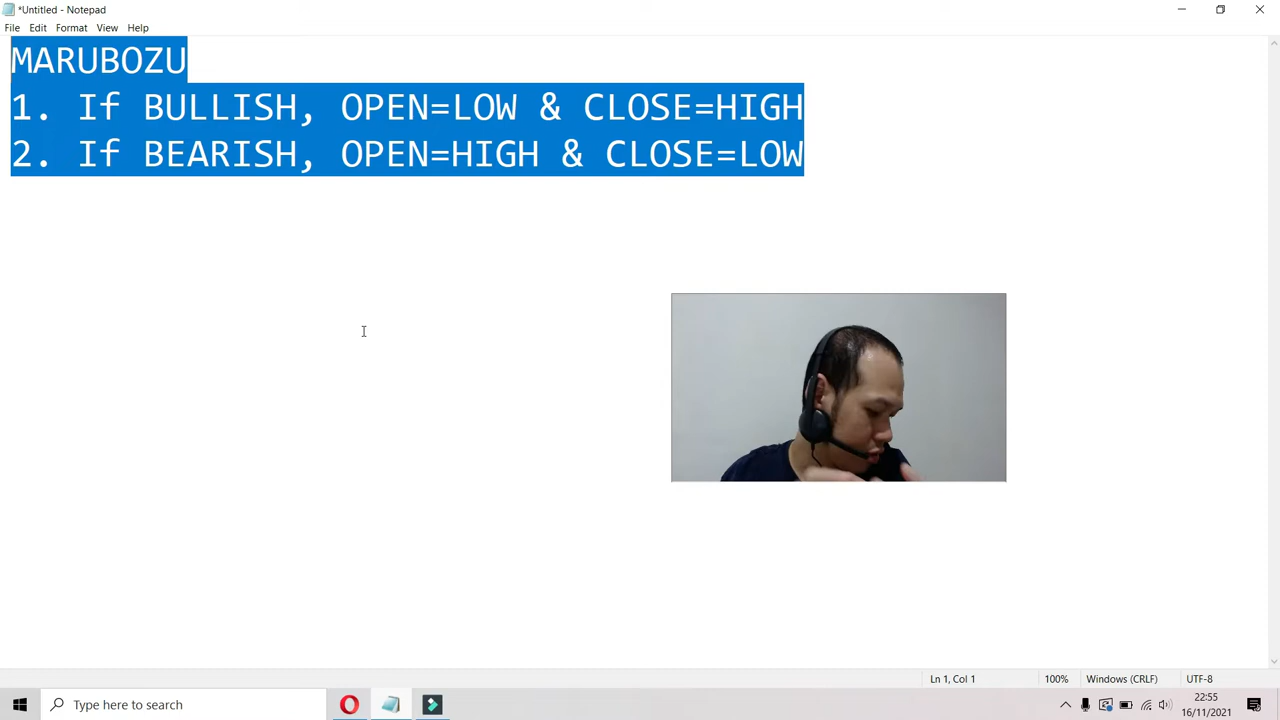 *Untitled - Notepad
File Edit Format View Help
MARUBOZU
1. If BULLISH, OPEN=LOW & CLOSE=HIGH
2. If BEARISH, OPEN=HIGH & CLOSE=LOW
Ln 1, Col 1 100% Windows (CRLF) UTF-8
Type here to search
22:55
16/11/2021